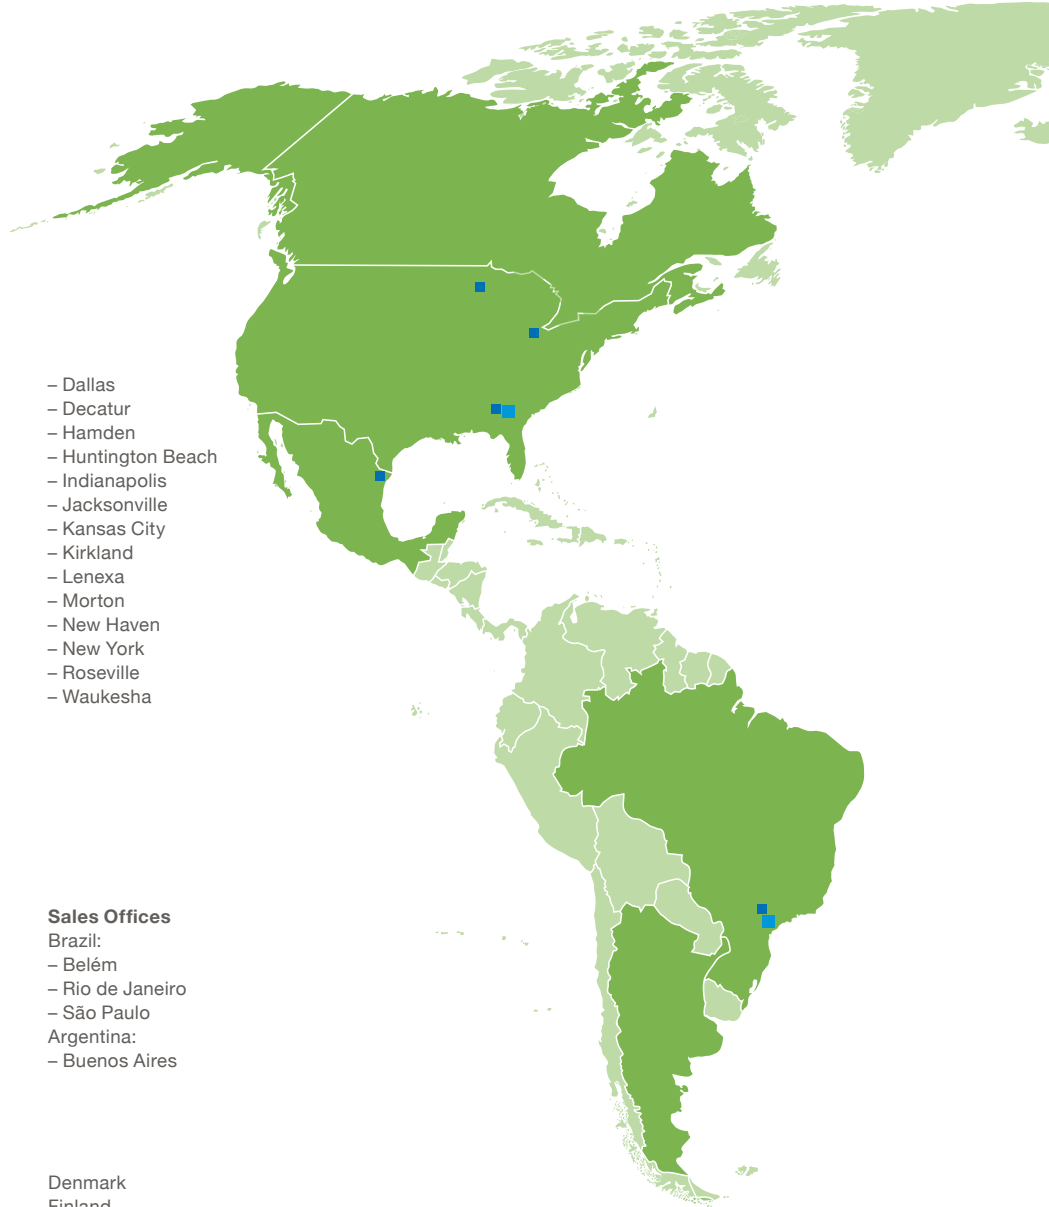 – Dallas
– Decatur
– Hamden
– Huntington Beach
– Indianapolis
– Jacksonville
– Kansas City
– Kirkland
– Lenexa
– Morton
– New Haven
– New York
– Roseville
– Waukesha
Sales Offices
Brazil:
– Belém
– Rio de Janeiro
– São Paulo
Argentina:
– Buenos Aires
Denmark
Finland